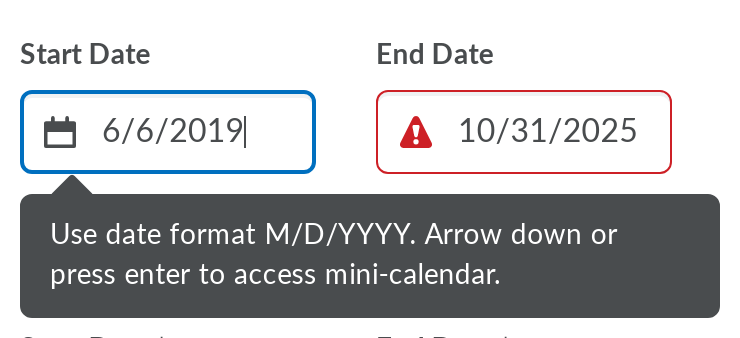 Start Date
End Date
6/6/2019
10/31/2025
Use date format M/D/YYYY. Arrow down or
press enter to access mini-calendar.